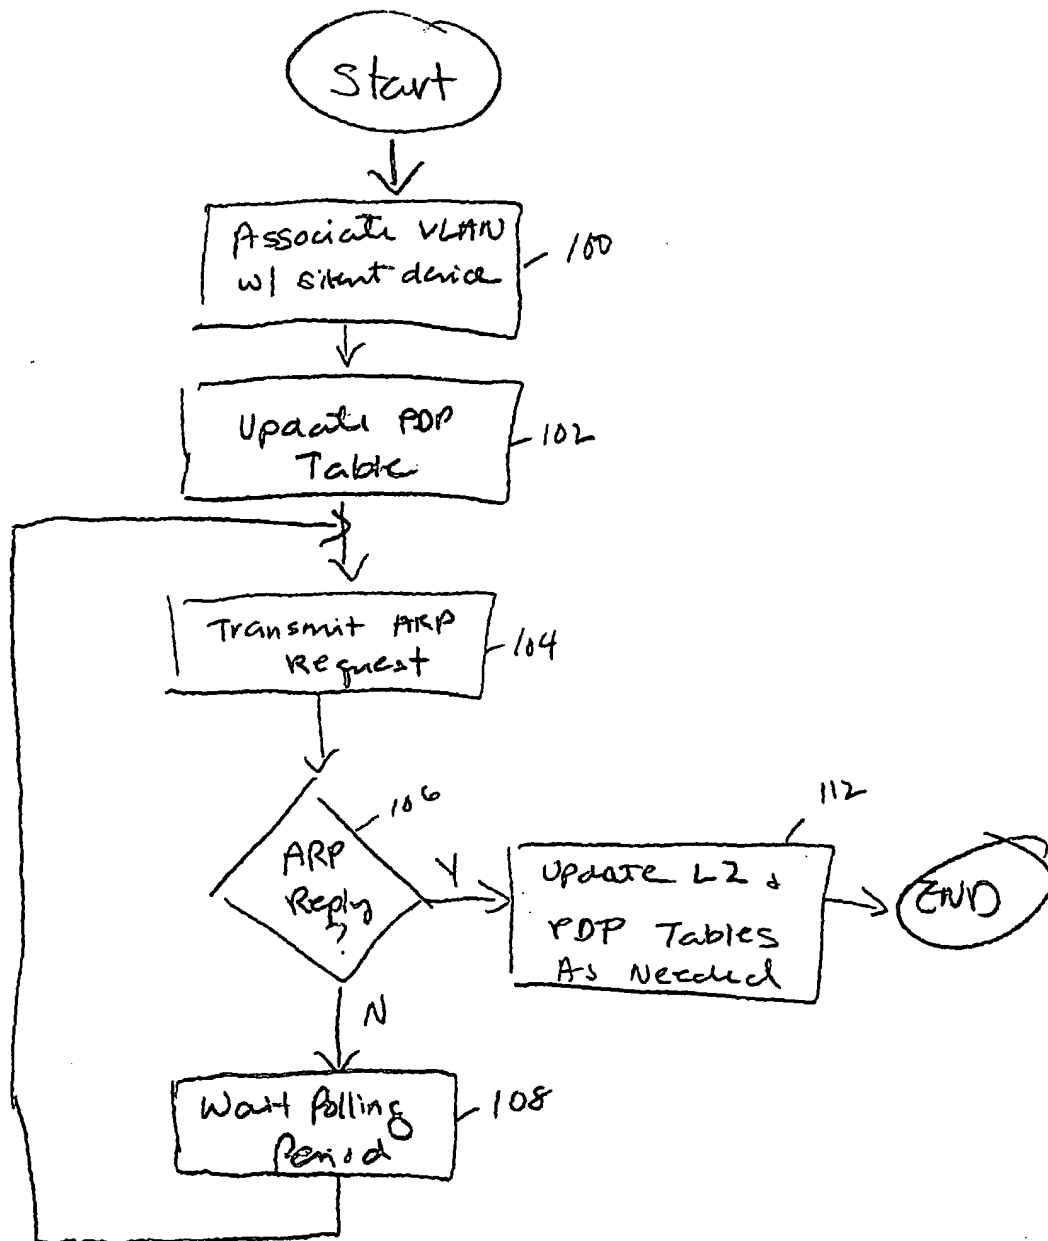 Start
Associate VLAN
w/ silent device
100
Update PDP
Table
102
Transmit ARP
Request
104
106
ARP
Reply
?
Y
112
Update L2 &
PDP Tables
As Needed
END
N
Wait Polling
Period
108